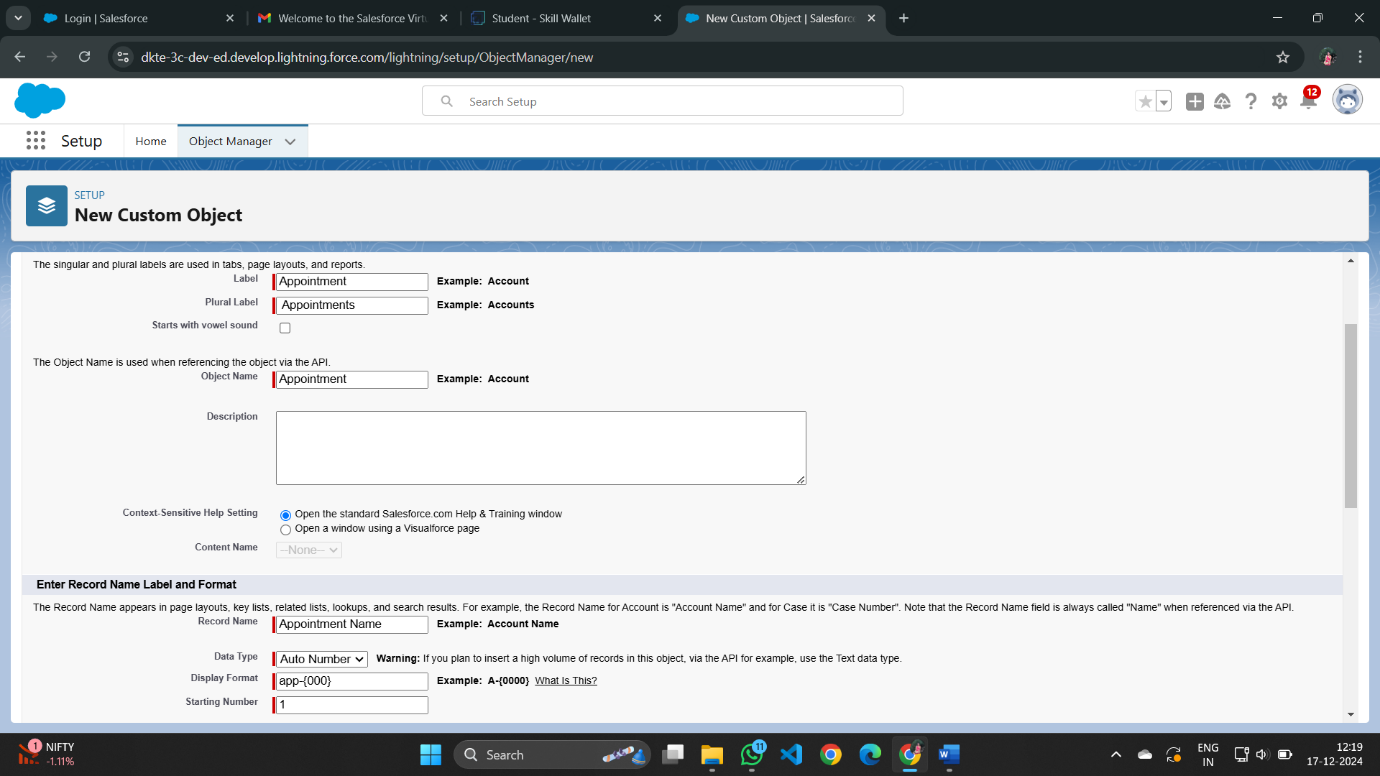 Login | Salesforce
Welcome to the Salesforce Virtu
Student - Skill Wallet
New Custom Object | Salesforce
dkte-3c-dev-ed.develop.lightning.force.com/lightning/setup/ObjectManager/new
Search Setup
12
Setup
Home
Object Manager
SETUP
New Custom Object
The singular and plural labels are used in tabs, page layouts, and reports.
Label Appointment Example: Account
Plural Label Appointments Example: Accounts
Starts with vowel sound
The Object Name is used when referencing the object via the API.
Object Name Appointment Example: Account
Description
Context-Sensitive Help Setting Open the standard Salesforce.com Help & Training window
Open a window using a Visualforce page
Content Name --None--
Enter Record Name Label and Format
The Record Name appears in page layouts, key lists, related lists, lookups, and search results. For example, the Record Name for Account is "Account Name" and for Case it is "Case Number". Note that the Record Name field is always called "Name" when referenced via the API.
Record Name Appointment Name Example: Account Name
Data Type Auto Number Warning: If you plan to insert a high volume of records in this object, via the API for example, use the Text data type.
Display Format app-{000} Example: A-{0000} What Is This?
Starting Number 1
1
NIFTY
-1.11%
Search
11
W
ENG
IN
12:19
17-12-2024